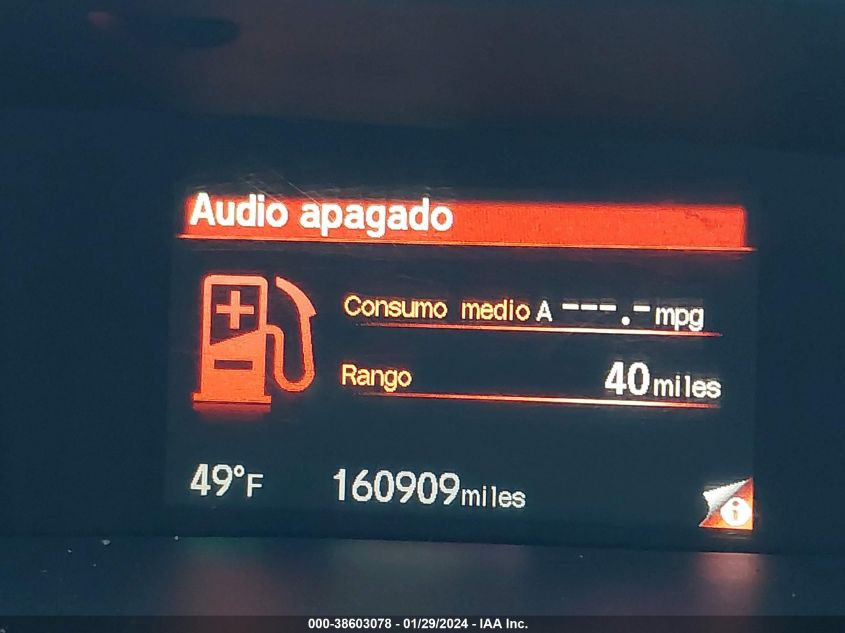 Audio apagado
Consumo medio A ---.- mpg
Rango 40 miles
49°F 160909 miles
000-38603078 - 01/29/2024 - IAA Inc.